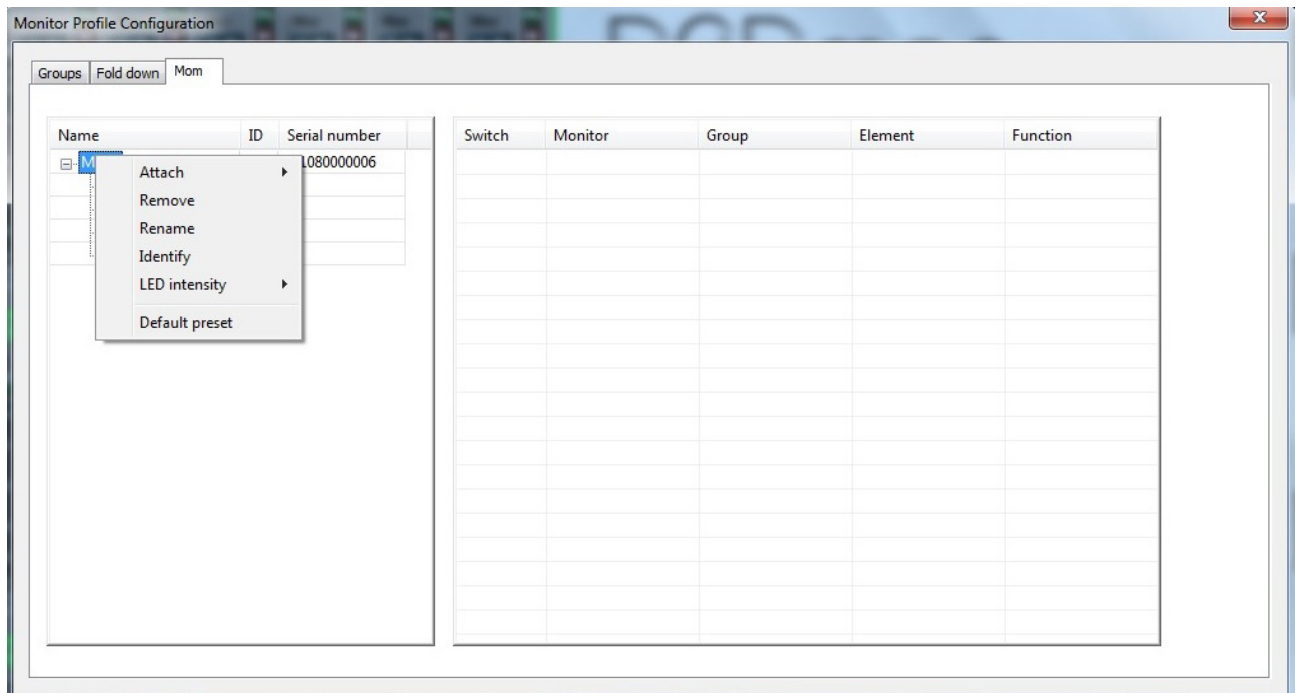 Monitor Profile Configuration
Groups Fold down Mom
Name ID Serial number Switch Monitor Group Element Function
1080000006
Attach
Remove
Rename
Identify
LED intensity
Default preset